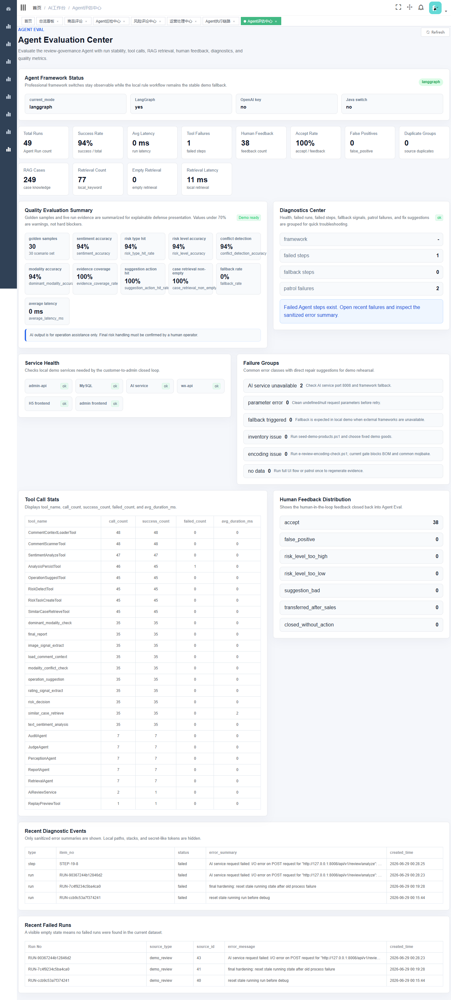 首页 / AI工作台 / Agent评估中心
首页 总览看板 × 商品评论 × Agent巡检中心 × 风险评论中心 × 运营处理中心 × Agent执行链路 × Agent评估中心 ×
AGENT EVAL
Refresh
Agent Evaluation Center
Evaluate the review-governance Agent with run stability, tool calls, RAG retrieval, human feedback, diagnostics, and
quality metrics.
Agent Framework Status
Professional framework switches stay observable while the local rule workflow remains the stable demo fallback.
langgraph
current_mode LangGraph OpenAI key Java switch
langgraph yes no no
Total Runs Success Rate Avg Latency Tool Failures Human Feedback Accept Rate False Positives Duplicate Groups
49 94% 0 ms 1 38 100% 0 0
Agent Run count success / total run latency failed steps feedback count accept / feedback false_positive source duplicates
RAG Cases Retrieval Count Empty Retrieval Retrieval Latency
249 77 0 11 ms
case knowledge local_keyword empty retrieval local retrieval
Quality Evaluation Summary
Golden samples and live run evidence are summarized for explainable defense presentation. Values under 70%
are warnings, not hard blockers.
Demo ready
golden samples sentiment accuracy risk type hit risk level accuracy conflict detection
30 94% 94% 94% 94%
30 scenario set sentiment_accuracy risk_type_hit_rate risk_level_accuracy conflict_detection_accuracy
modality accuracy evidence coverage suggestion action hit case retrieval non-empty fallback rate
94% 100% 100% 100% 0%
dominant_modality_accura evidence_coverage_rate suggestion_action_hit_rate case_retrieval_non_empty fallback_rate
average latency
0 ms
average_latency_ms
AI output is for operation assistance only. Final risk handling must be confirmed by a human operator.
Diagnostics Center
Health, failed runs, failed steps, fallback signals, patrol failures, and fix suggestions
are grouped for quick troubleshooting.
ok
framework -
failed steps 1
fallback steps 0
patrol failures 2
Failed Agent steps exist. Open recent failures and inspect the
sanitized error summary.
Service Health
Checks local demo services needed by the customer-to-admin closed loop.
admin-api ok MySQL ok AI service ok wx-api ok
H5 frontend ok admin frontend ok
Failure Groups
Common error classes with direct repair suggestions for demo rehearsal.
AI service unavailable 2 Check AI service port 8008 and framework fallback.
parameter error 0 Clean undefined/null request parameters before retry.
fallback triggered 0 Fallback is expected in local demo when external frameworks are unavailable.
inventory issue 0 Run seed-demo-products.ps1 and choose fixed demo goods.
encoding issue 0 Run e-review-encoding-check.ps1; current gate blocks BOM and common mojibake.
no data 0 Run full UI flow or patrol once to regenerate evidence.
Tool Call Stats
Displays tool_name, call_count, success_count, failed_count, and avg_duration_ms.
tool_name call_count success_count failed_count avg_duration_ms
CommentContextLoaderTool 48 48 0 0
CommentScannerTool 48 48 0 0
SentimentAnalyzeTool 47 47 0 0
AnalysisPersistTool 46 45 1 0
OperationSuggestTool 45 45 0 0
RiskDetectTool 45 45 0 0
RiskTaskCreateTool 45 45 0 0
SimilarCaseRetrieveTool 45 45 0 0
dominant_modality_check 35 35 0 0
final_report 35 35 0 0
image_signal_extract 35 35 0 0
load_comment_context 35 35 0 0
modality_conflict_check 35 35 0 0
operation_suggestion 35 35 0 0
rating_signal_extract 35 35 0 0
risk_decision 35 35 0 0
similar_case_retrieve 35 35 0 2
text_sentiment_analysis 35 35 0 0
AuditAgent 7 7 0 0
JudgeAgent 7 7 0 0
PerceptionAgent 7 7 0 0
ReportAgent 7 7 0 0
RetrievalAgent 7 7 0 0
AiReviewService 2 1 0 0
ReplayPreviewTool 1 1 0 0
Human Feedback Distribution
Shows the human-in-the-loop feedback closed back into Agent Eval.
accept 38
false_positive 0
risk_level_too_high 0
risk_level_too_low 0
suggestion_bad 0
transferred_after_sales 0
closed_without_action 0
Recent Diagnostic Events
Only sanitized error summaries are shown. Local paths, stacks, and secret-like tokens are hidden.
type item_no status error_summary created_time
step STEP-19-8 failed AI service request failed: I/O error on POST request for "http://127.0.0.1:8008/api/v1/review/analyze": ... 2026-06-29 00:28:25
run RUN-90367244b12846d2 failed AI service request failed: I/O error on POST request for "http://127.0.0.1:8008/api/v1/review/analyze": ... 2026-06-29 00:28:23
run RUN-7c4f9234c5ba4ca0 failed final hardening: reset stale running state after old process failure 2026-06-29 00:19:28
run RUN-ccb9c53a7f374241 failed reset stale running run before debug 2026-06-29 00:15:44
Recent Failed Runs
A visible empty state means no failed runs were found in the current dataset.
Run No source_type source_id error_message created_time
RUN-90367244b12846d2 demo_review 43 AI service request failed: I/O error on POST request for "http://127.0.0.1:8008/api/v1/revie... 2026-06-29 00:28:23
RUN-7c4f9234c5ba4ca0 demo_review 41 final hardening: reset stale running state after old process failure 2026-06-29 00:19:28
RUN-ccb9c53a7f374241 demo_review 40 reset stale running run before debug 2026-06-29 00:15:44